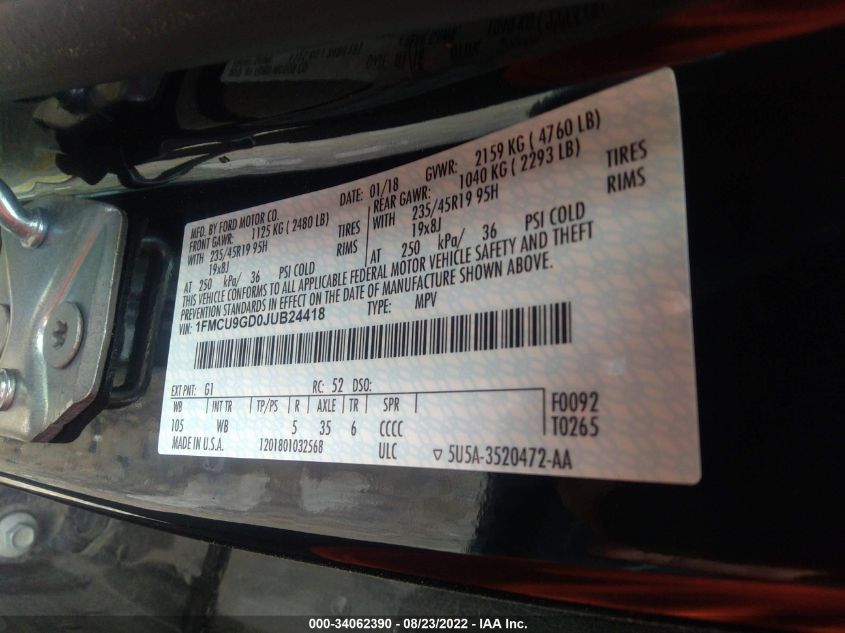 MFD. BY FORD MOTOR CO.
DATE: 01/18
GVWR: 2159 KG ( 4760 LB)
FRONT GAWR: 1125 KG ( 2480 LB)
REAR GAWR: 1040 KG ( 2293 LB)
WITH 235/45R19 95H TIRES
WITH 235/45R19 95H TIRES
19x8J RIMS
19x8J RIMS
AT 250 kPa/ 36 PSI COLD
AT 250 kPa/ 36 PSI COLD
THIS VEHICLE CONFORMS TO ALL APPLICABLE FEDERAL MOTOR VEHICLE SAFETY AND THEFT
PREVENTION STANDARDS IN EFFECT ON THE DATE OF MANUFACTURE SHOWN ABOVE.
VIN: 1FMCU9GD0JUB24418
TYPE: MPV
EXT PNT: G1 RC: 52 DSO:
WB INT TR TP/PS R AXLE TR SPR
105 WB 5 35 6 CCCC
F0092
T0265
MADE IN U.S.A. 1201801032568 ULC
5U5A-3520472-AA
000-34062390 - 08/23/2022 - IAA Inc.